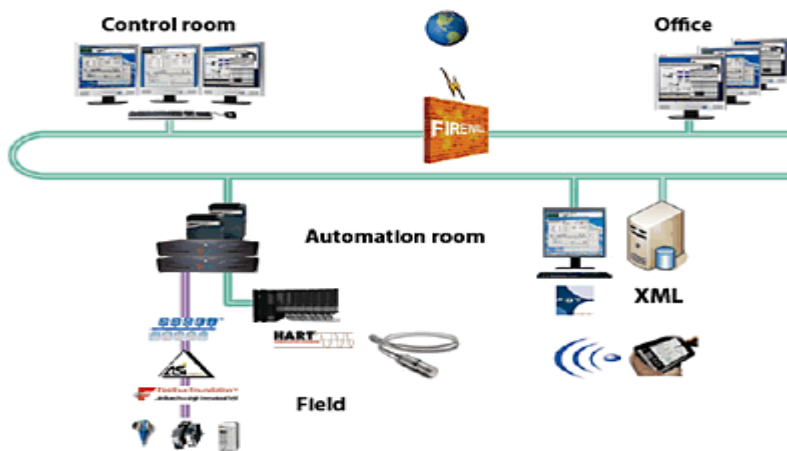 Control room
Office
FIREWALL
Automation room
HART
XML
Field